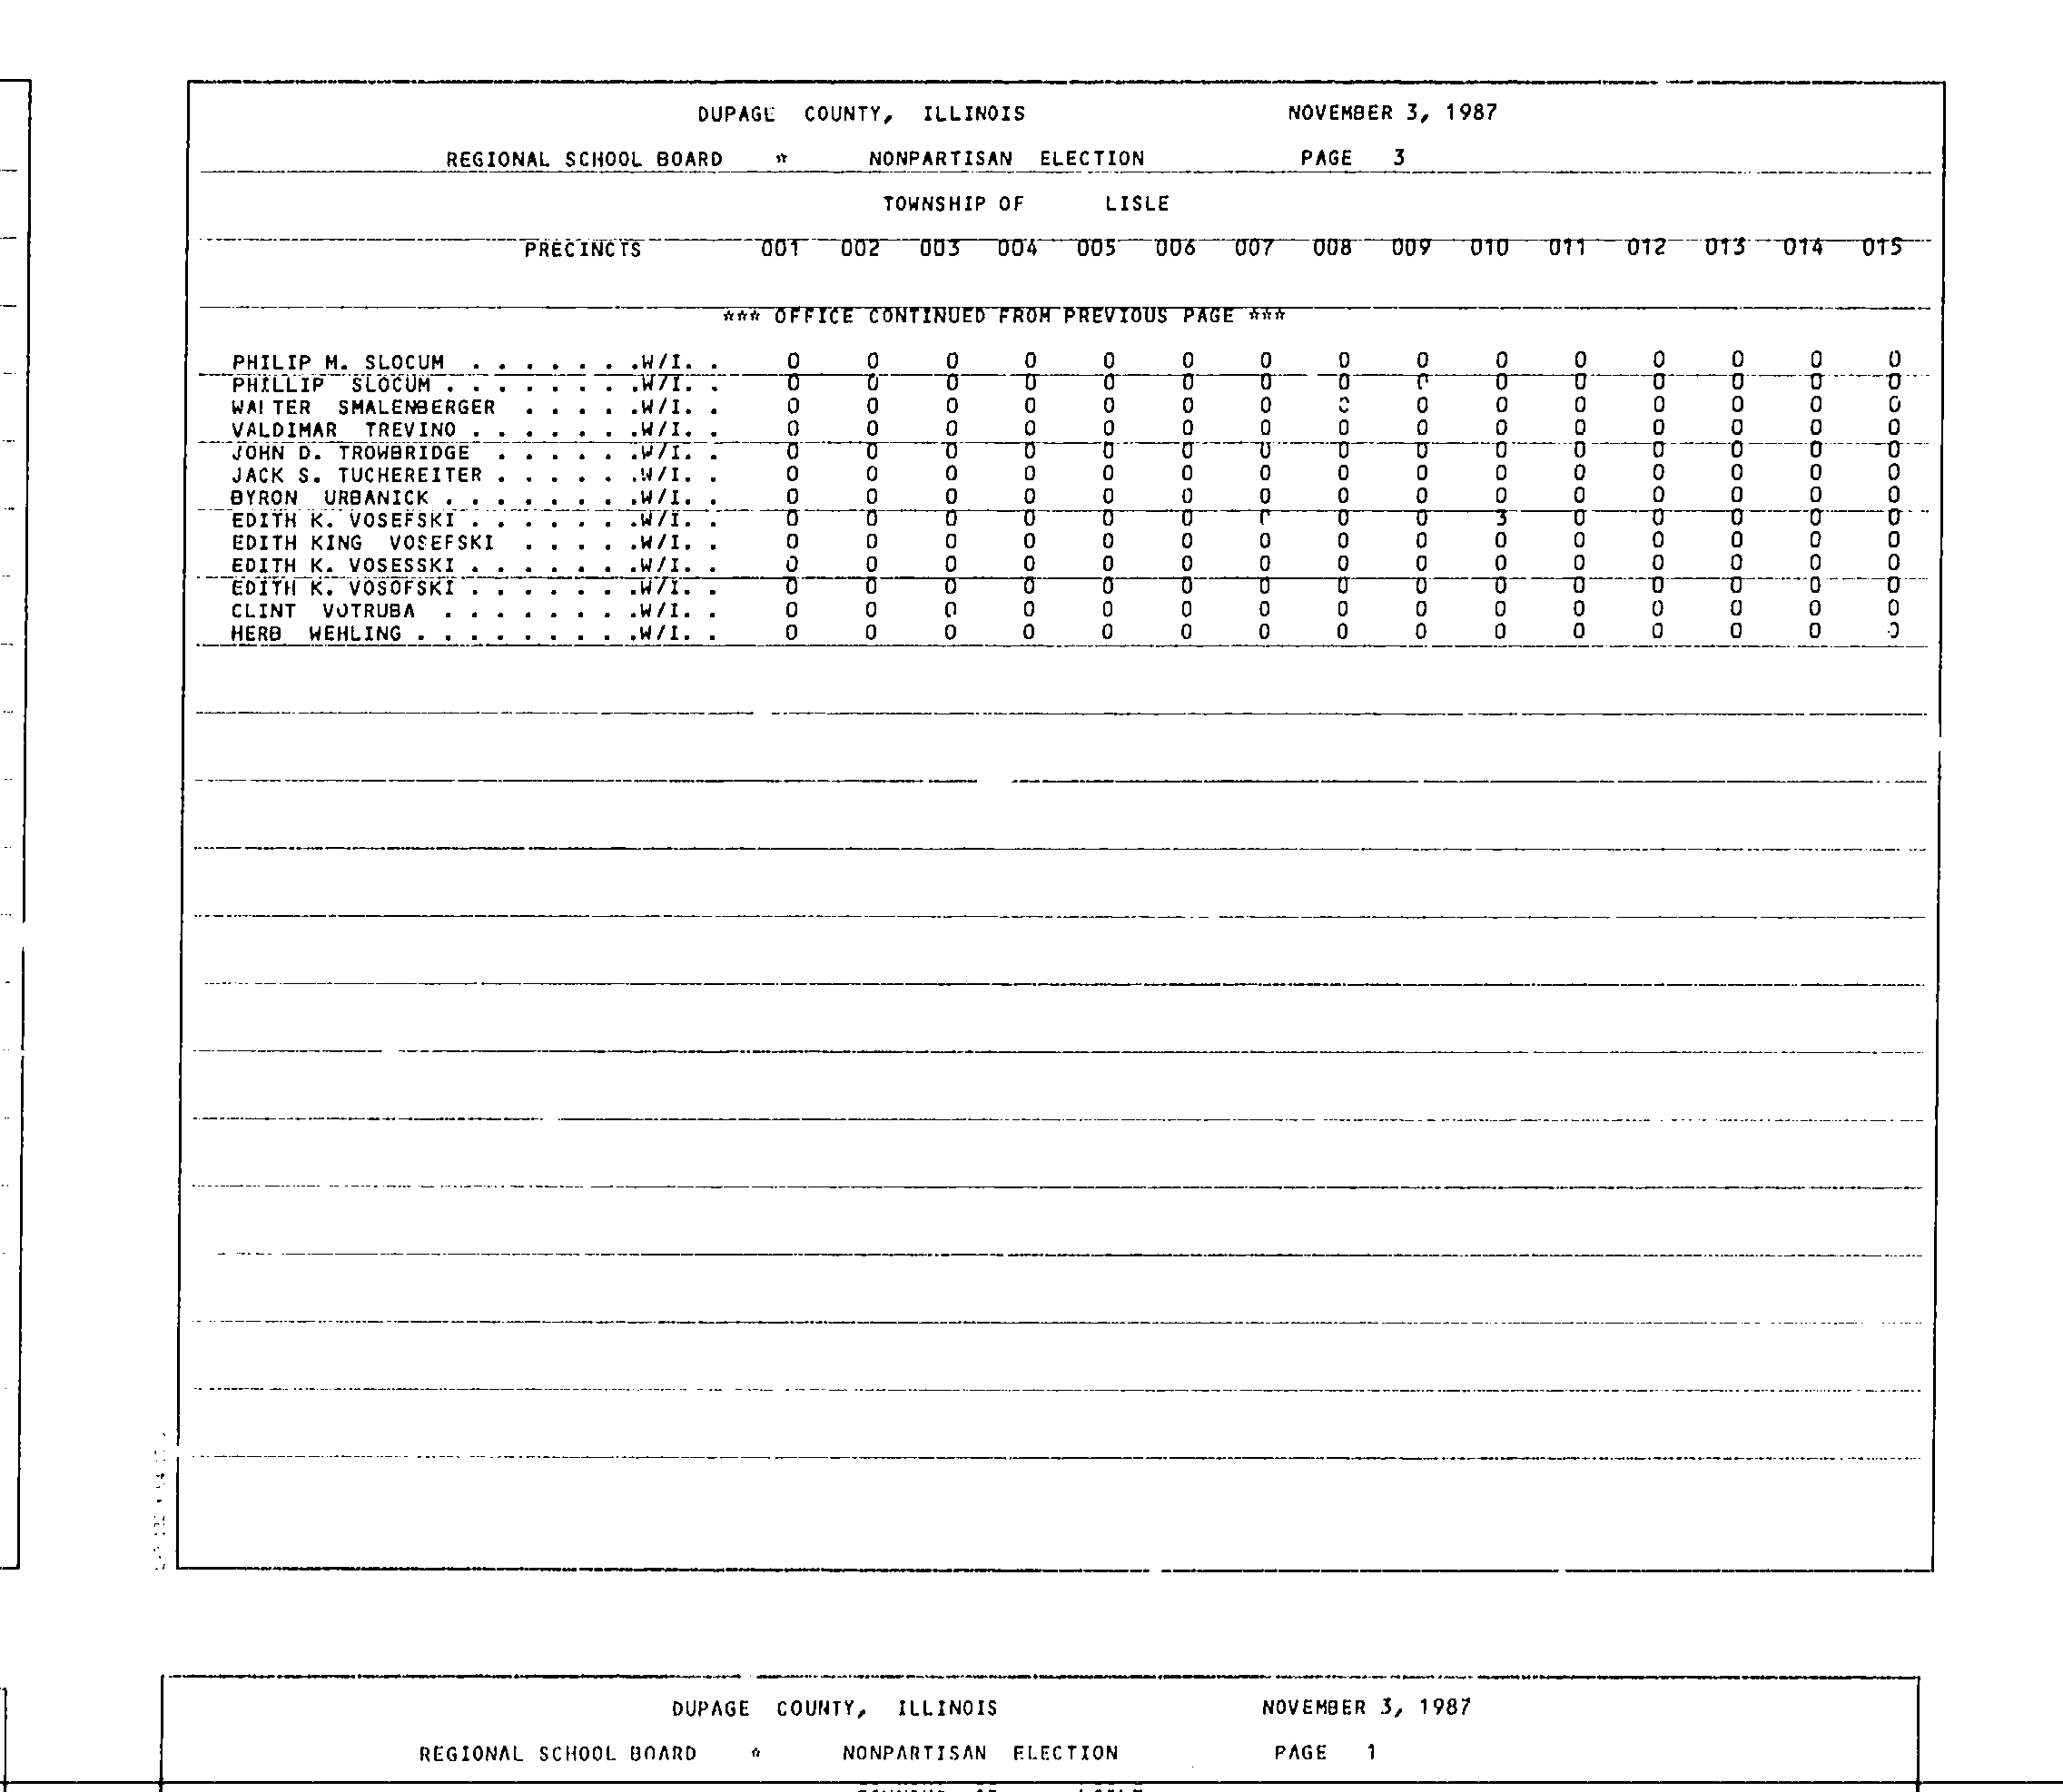 DUPAGE COUNTY, ILLINOIS NOVEMBER 3, 1987
REGIONAL SCHOOL BOARD * NONPARTISAN ELECTION PAGE 3
TOWNSHIP OF LISLE
PRECINCTS 001 002 003 004 005 006 007 008 009 010 011 012 013 014 015
*** OFFICE CONTINUED FROM PREVIOUS PAGE ***
PHILIP M. SLOCUM . . . . . . .W/I. . 0 0 0 0 0 0 0 0 0 0 0 0 0 0 0
PHILLIP SLOCUM . . . . . . . .W/I. . 0 0 0 0 0 0 0 0 0 0 0 0 0 0 0
WALTER SMALENBERGER . . . . .W/I. . 0 0 0 0 0 0 0 0 0 0 0 0 0 0 0
VALDIMAR TREVINO . . . . . . .W/I. . 0 0 0 0 0 0 0 0 0 0 0 0 0 0 0
JOHN D. TROWBRIDGE . . . . . .W/I. . 0 0 0 0 0 0 0 0 0 0 0 0 0 0 0
JACK S. TUCHEREITER . . . . . .W/I. . 0 0 0 0 0 0 0 0 0 0 0 0 0 0 0
BYRON URBANICK . . . . . . . .W/I. . 0 0 0 0 0 0 0 0 0 0 0 0 0 0 0
EDITH K. VOSEFSKI . . . . . . .W/I. . 0 0 0 0 0 0 0 0 0 3 0 0 0 0 0
EDITH KING VOSEFSKI . . . . .W/I. . 0 0 0 0 0 0 0 0 0 0 0 0 0 0 0
EDITH K. VOSESSKI . . . . . . .W/I. . 0 0 0 0 0 0 0 0 0 0 0 0 0 0 0
EDITH K. VOSOFSKI . . . . . . .W/I. . 0 0 0 0 0 0 0 0 0 0 0 0 0 0 0
CLINT VOTRUBA . . . . . . . .W/I. . 0 0 0 0 0 0 0 0 0 0 0 0 0 0 0
HERB WEHLING . . . . . . . . .W/I. . 0 0 0 0 0 0 0 0 0 0 0 0 0 0 0
DUPAGE COUNTY, ILLINOIS NOVEMBER 3, 1987
REGIONAL SCHOOL BOARD * NONPARTISAN ELECTION PAGE 1